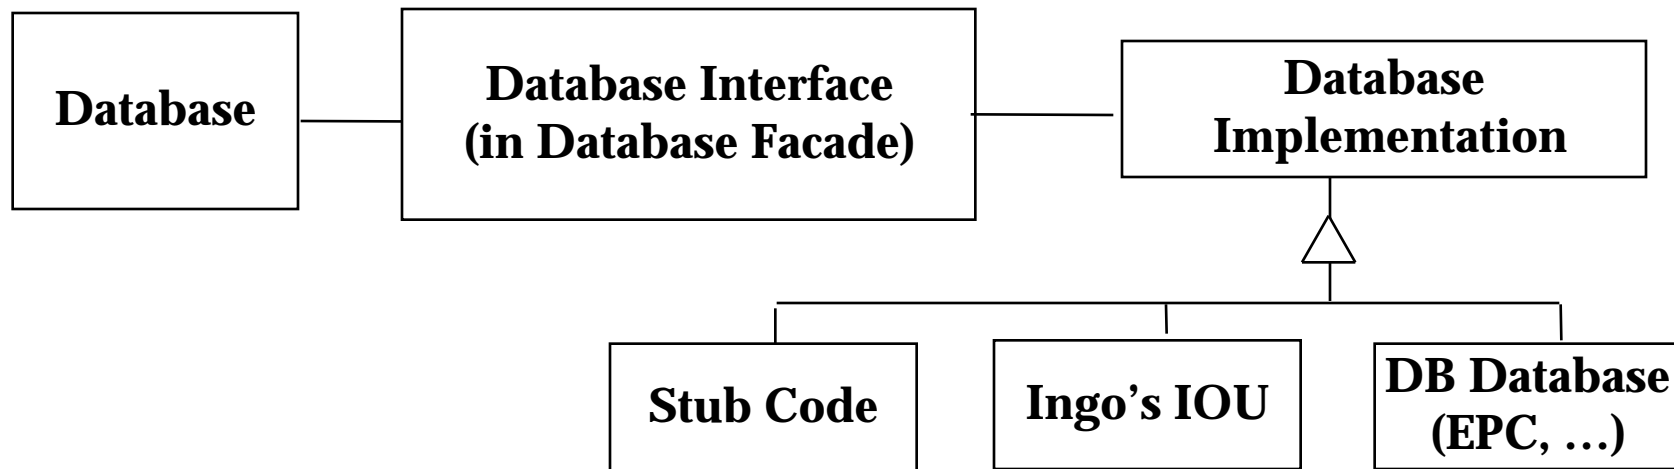 Database
Database Interface
(in Database Facade)
Database
Implementation
Stub Code
Ingo’s IOU
DB Database
(EPC, …)